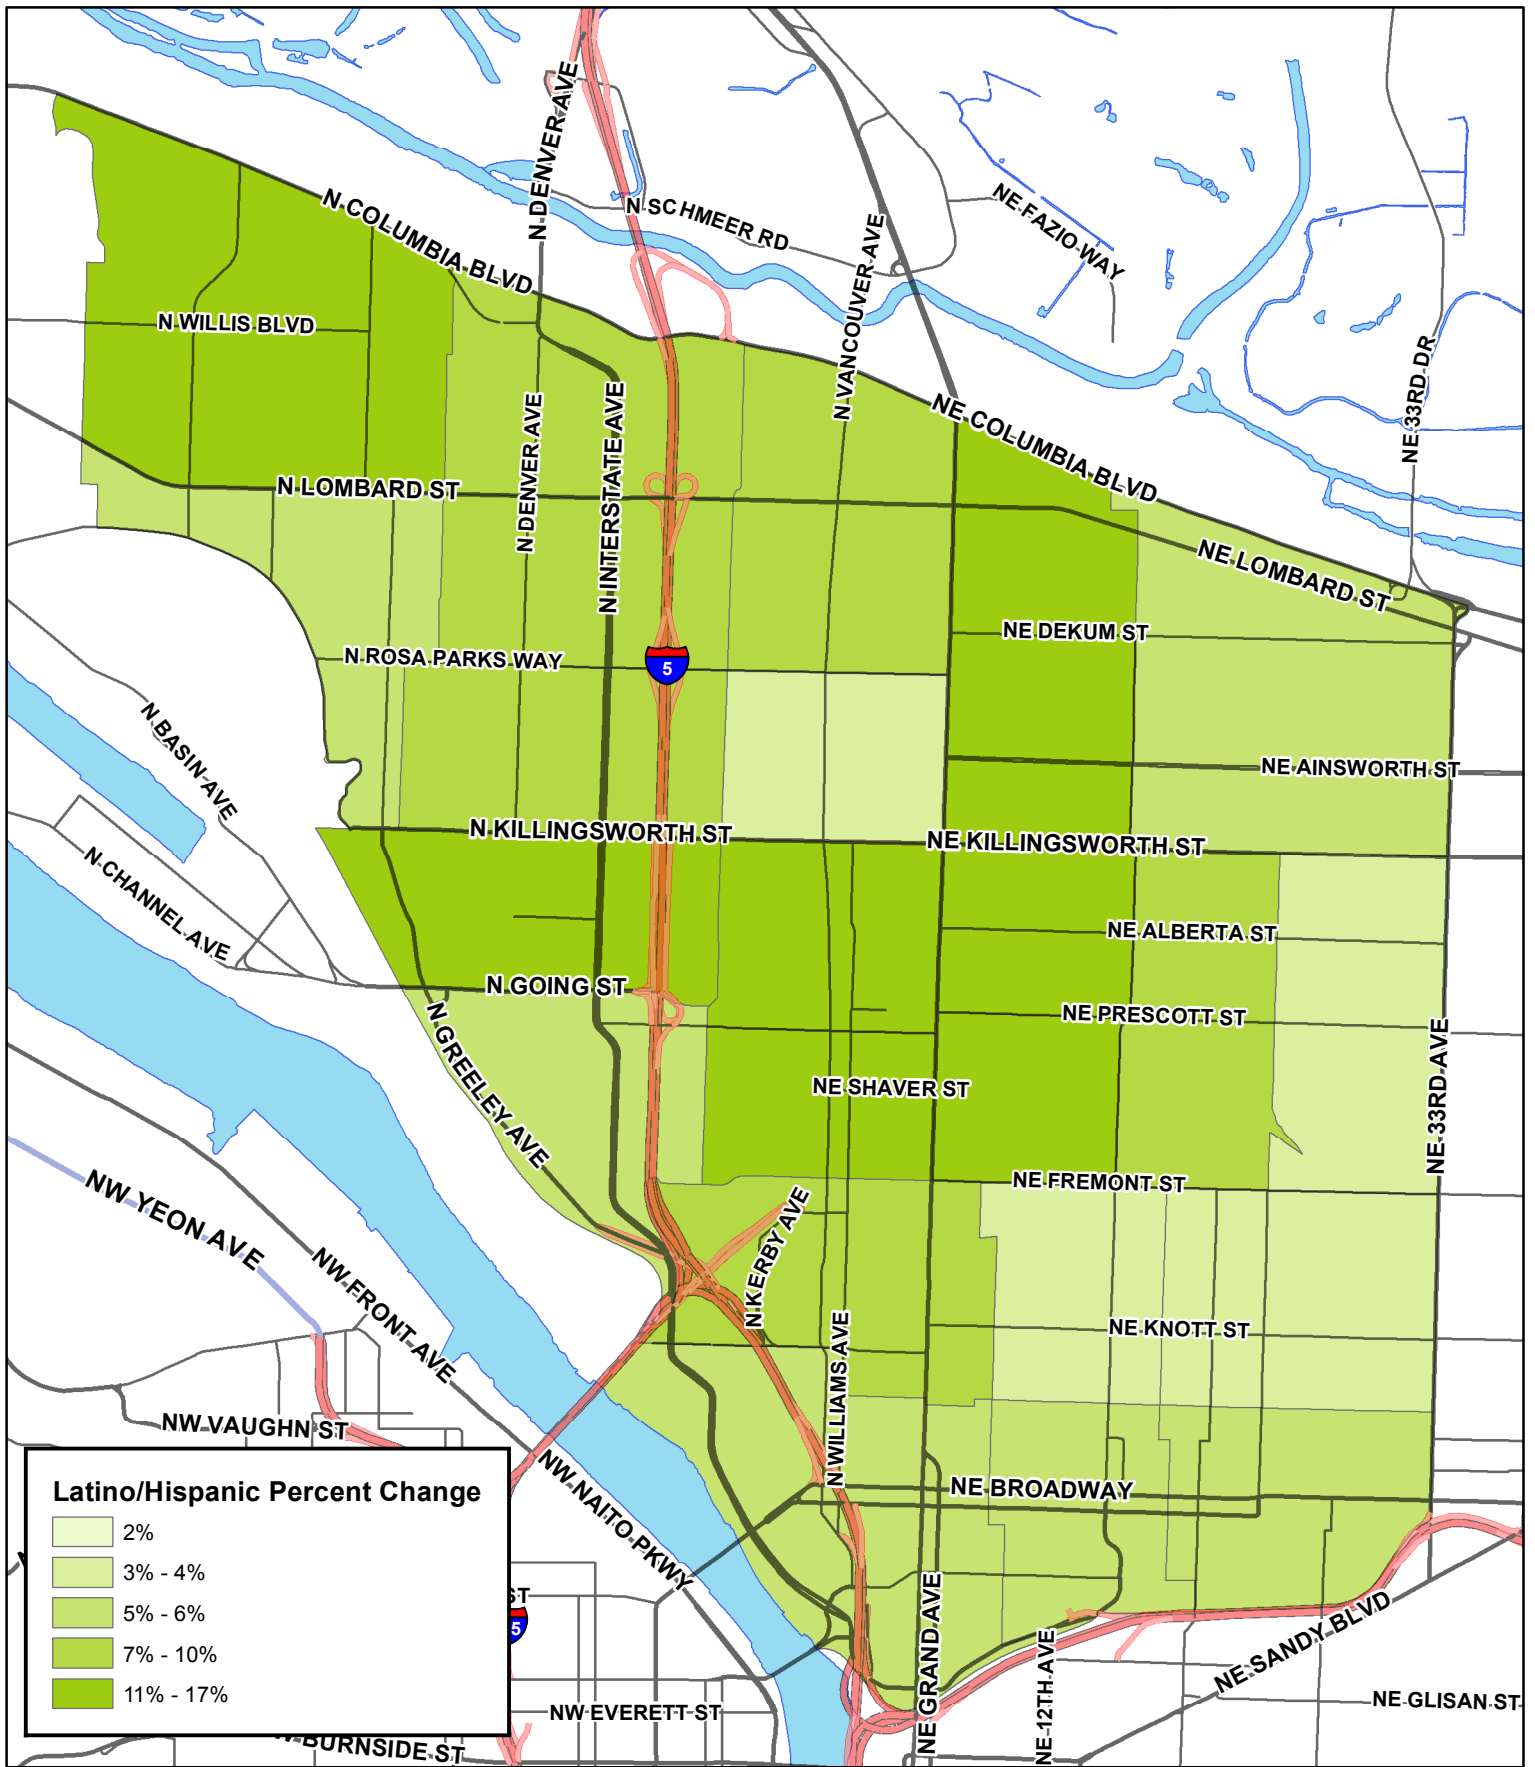 N DENVER AVE
N COLUMBIA BLVD
N SCHMEER RD
NE FAZIO WAY
N VANCOUVER AVE
N WILLIS BLVD
NE 33RD DR
NE COLUMBIA BLVD
N DENVER AVE
N INTERSTATE AVE
N LOMBARD ST
NE LOMBARD ST
NE DEKUM ST
N ROSA PARKS WAY
5
N BASIN AVE
NE AINSWORTH ST
N KILLINGSWORTH ST
NE KILLINGSWORTH ST
N CHANNEL AVE
NE ALBERTA ST
N GOING ST
NE PRESCOTT ST
N GREELEY AVE
NE SHAVER ST
NE 33RD AVE
NE FREMONT ST
NW YEON AVE
N KERBY AVE
NW FRONT AVE
NE KNOTT ST
N WILLIAMS AVE
NW VAUGHN ST
NE BROADWAY
NW NAITO PKWY
Latino/Hispanic Percent Change
2%
3% - 4%
5% - 6%
7% - 10%
11% - 17%
ST
5
NE GRAND AVE
NE 12TH AVE
NE SANDY BLVD
NE GLISAN ST
NW EVERETT ST
BURNSIDE ST